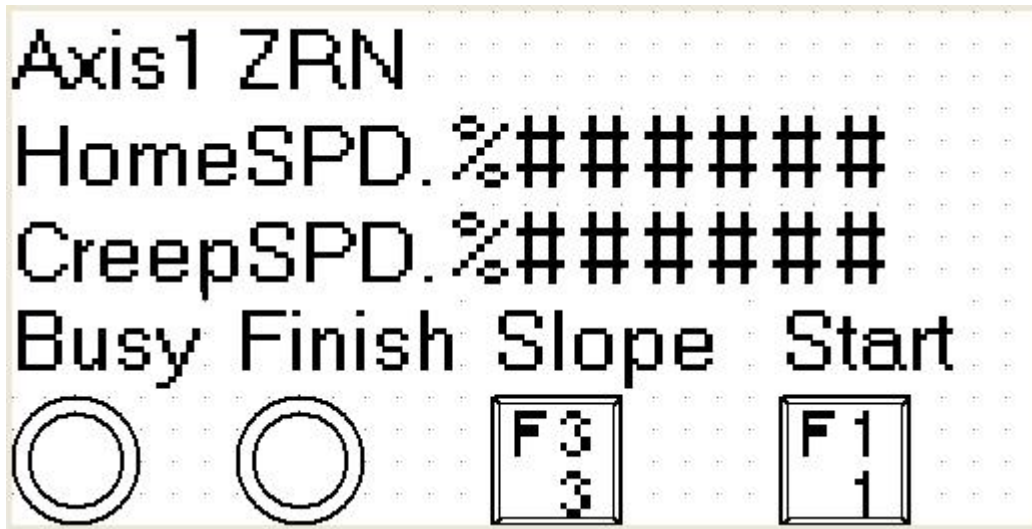 Axis1 ZRN
HomeSPD. %######
CreepSPD. %######
Busy Finish Slope Start
F3 F1
3 1